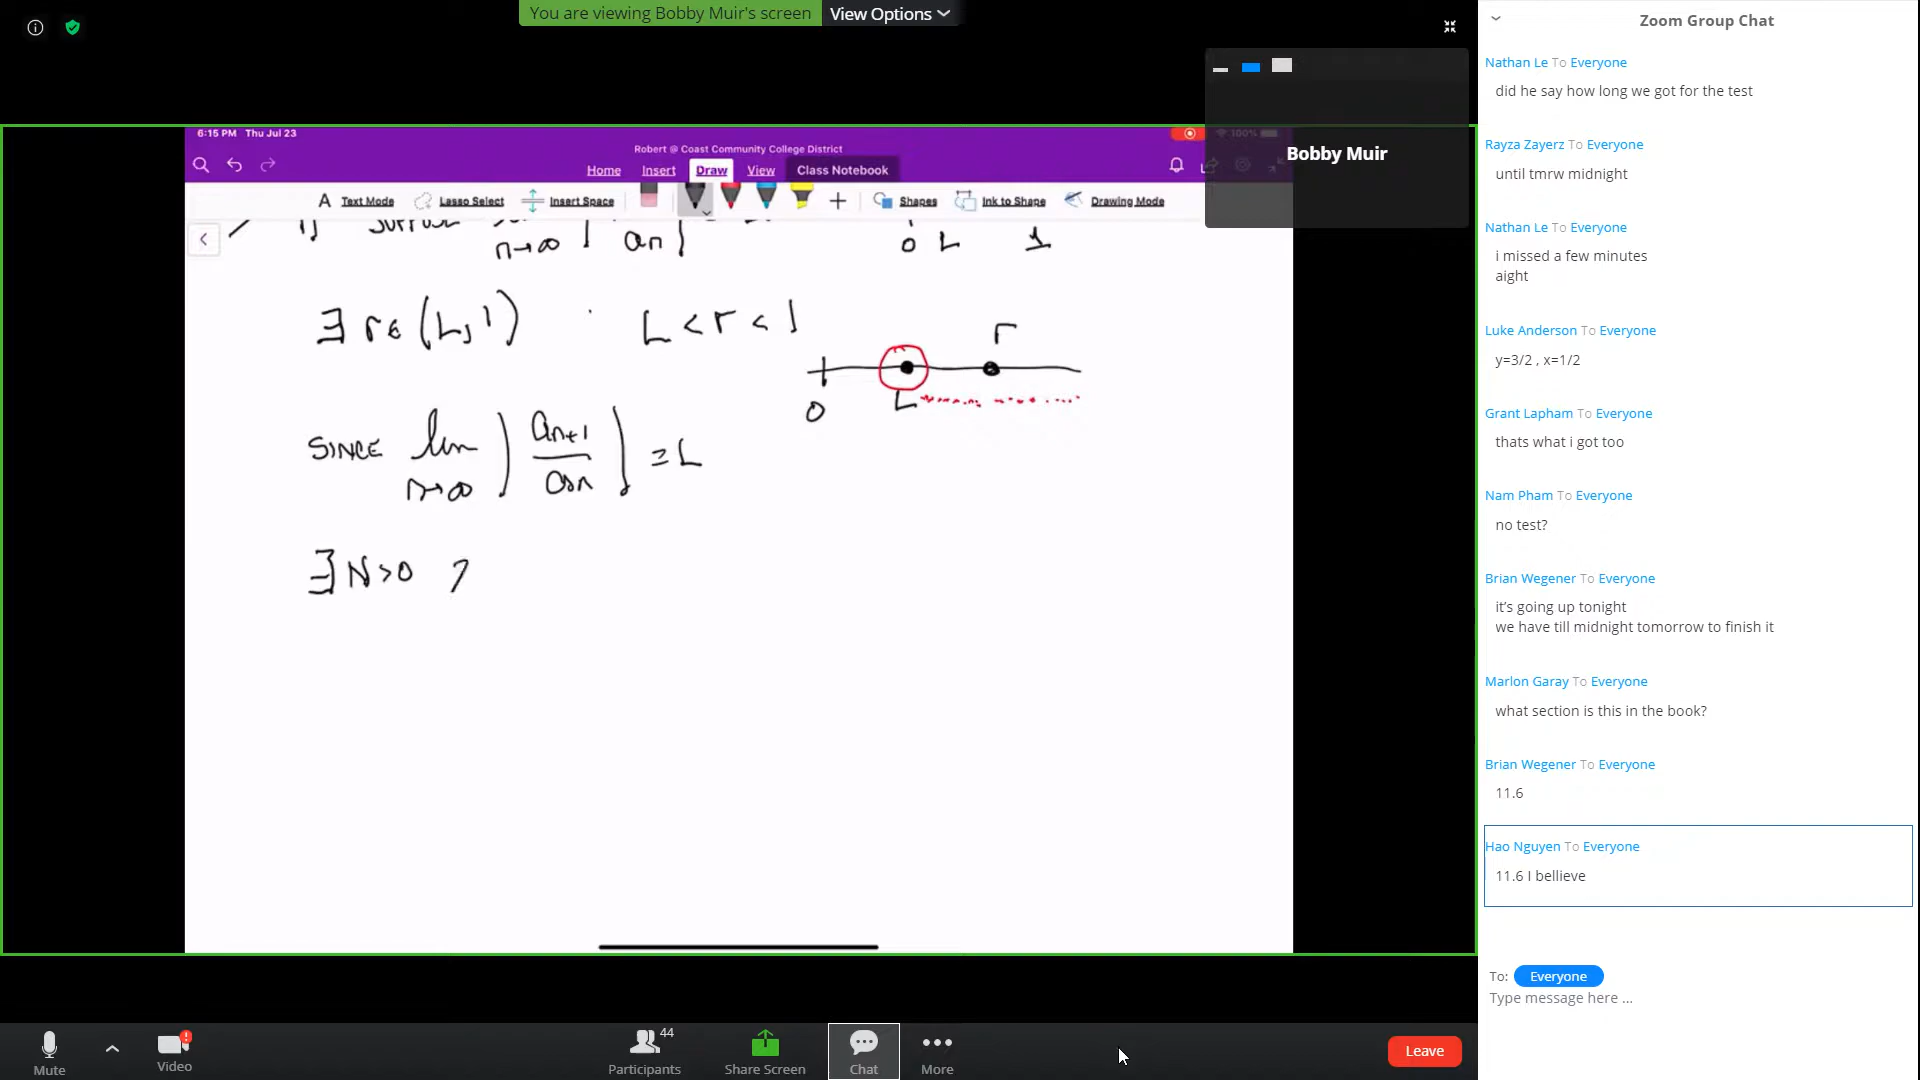 You are viewing Bobby Muir's screen
View Options
Bobby Muir
6:15 PM Thu Jul 23
100%
Robert @ Coast Community College District
Home Insert Draw View Class Notebook
Text Mode Lasso Select Insert Space Shapes Ink to Shape Drawing Mode
n→∞ | an |
0 L 1
∃ r∈(L,1) L < r < 1
r
0 L
SINCE lim | an+1 / an | = L
n→∞
∃ N>0
Zoom Group Chat
Nathan Le To Everyone
did he say how long we got for the test
Rayza Zayerz To Everyone
until tmrw midnight
Nathan Le To Everyone
i missed a few minutes
aight
Luke Anderson To Everyone
y=3/2 , x=1/2
Grant Lapham To Everyone
thats what i got too
Nam Pham To Everyone
no test?
Brian Wegener To Everyone
it’s going up tonight
we have till midnight tomorrow to finish it
Marlon Garay To Everyone
what section is this in the book?
Brian Wegener To Everyone
11.6
Hao Nguyen To Everyone
11.6 I bellieve
To: Everyone
Type message here ...
Mute
Video
44
Participants
Share Screen
Chat
More
Leave